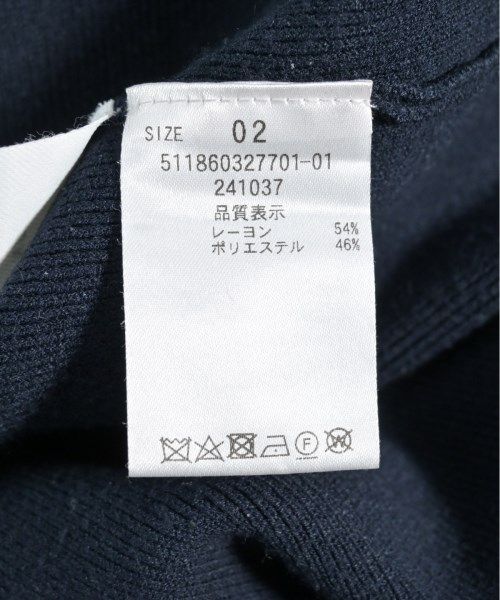 SIZE 02
511860327701-01
241037
品質表示
レーヨン 54%
ポリエステル 46%
F W